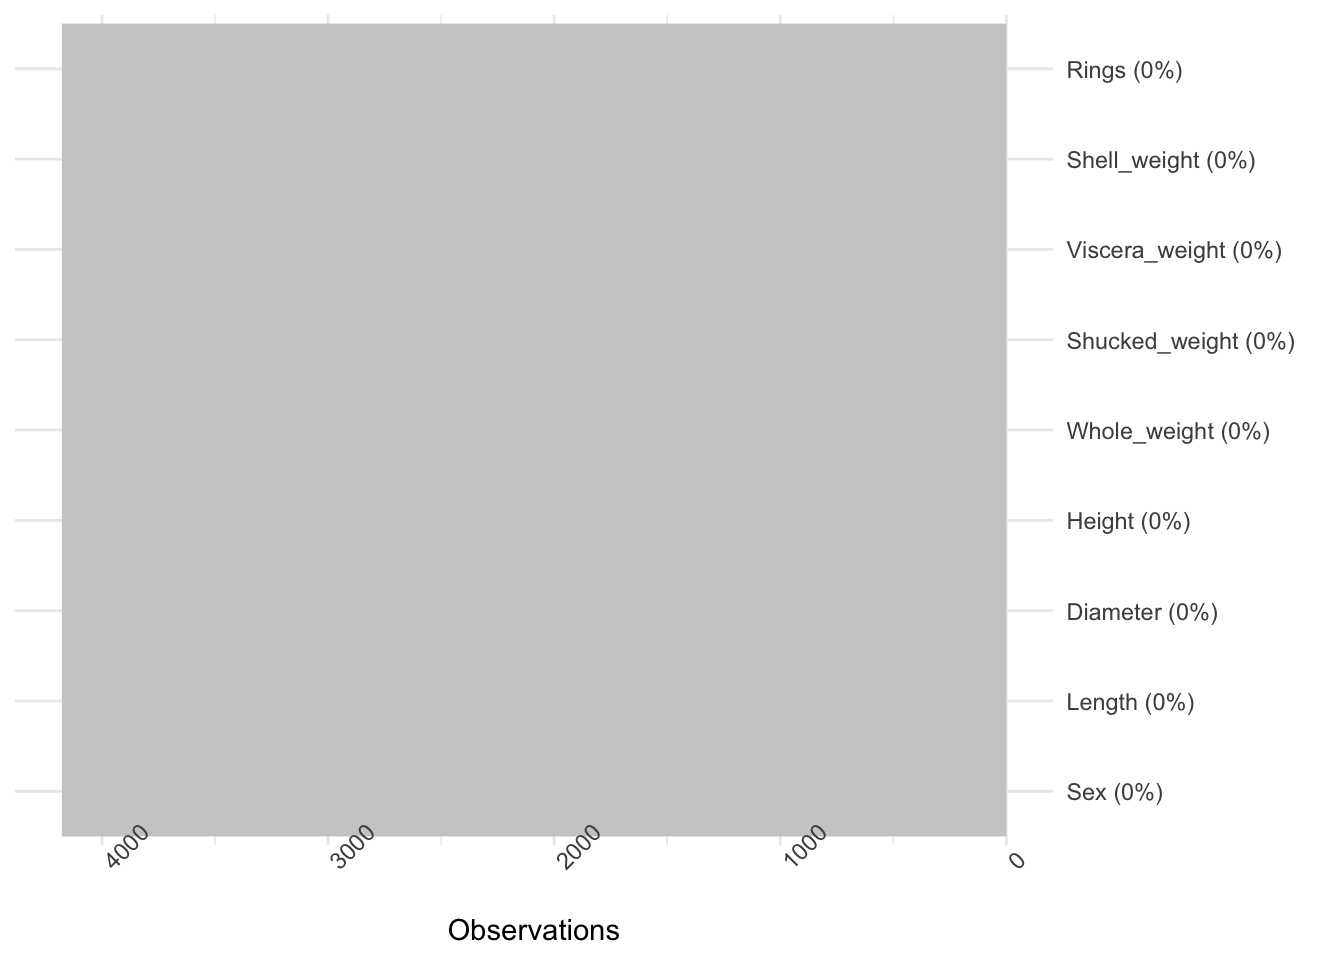 Rings (0%)
Shell_weight (0%)
Viscera_weight (0%)
Shucked_weight (0%)
Whole_weight (0%)
Height (0%)
Diameter (0%)
Length (0%)
Sex (0%)
4000
3000
2000
1000
0
Observations